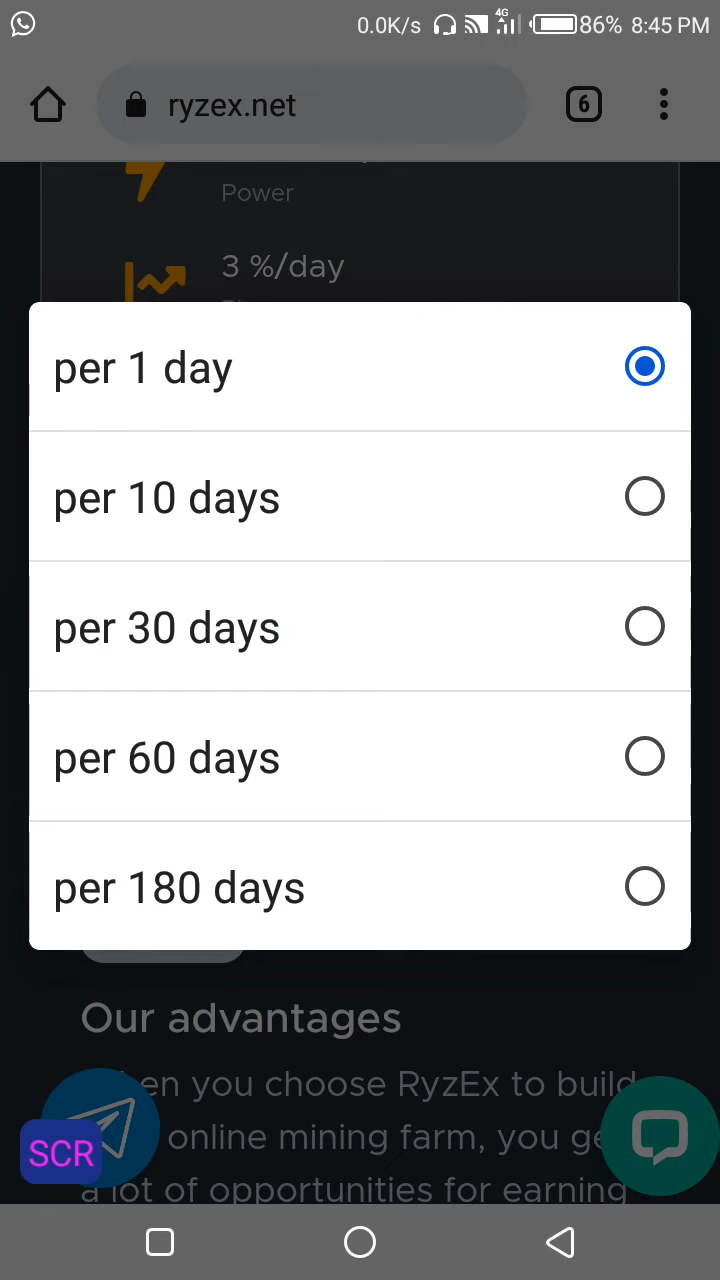 0.0K/s 4G 86% 8:45 PM
ryzex.net 6
Power
3 %/day
per 1 day
per 10 days
per 30 days
per 60 days
per 180 days
Our advantages
you choose RyzEx to build
online mining farm, you
SCR
a lot of opportunities for earning